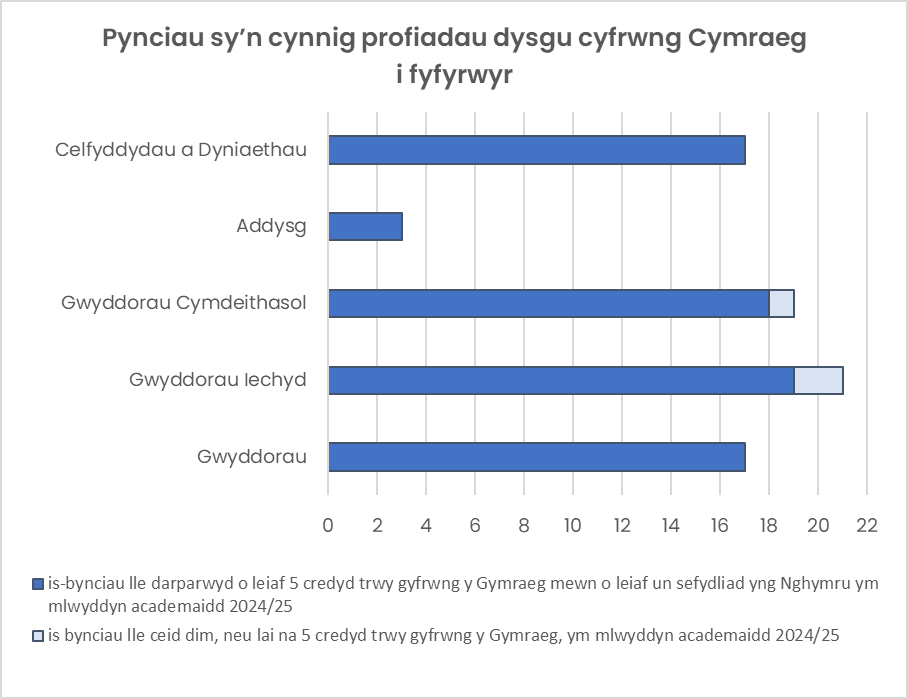 Pynciau sy’n cynnig profiadau dysgu cyfrwng Cymraeg
i fyfyrwyr
Celfyddydau a Dyniaethau
Addysg
Gwyddorau Cymdeithasol
Gwyddorau Iechyd
Gwyddorau
0 2 4 6 8 10 12 14 16 18 20 22
is-bynciau lle darparwyd o leiaf 5 credyd trwy gyfrwng y Gymraeg mewn o leiaf un sefydliad yng Nghymru ym
mlwyddyn academaidd 2024/25
is bynciau lle ceid dim, neu lai na 5 credyd trwy gyfrwng y Gymraeg, ym mlwyddyn academaidd 2024/25